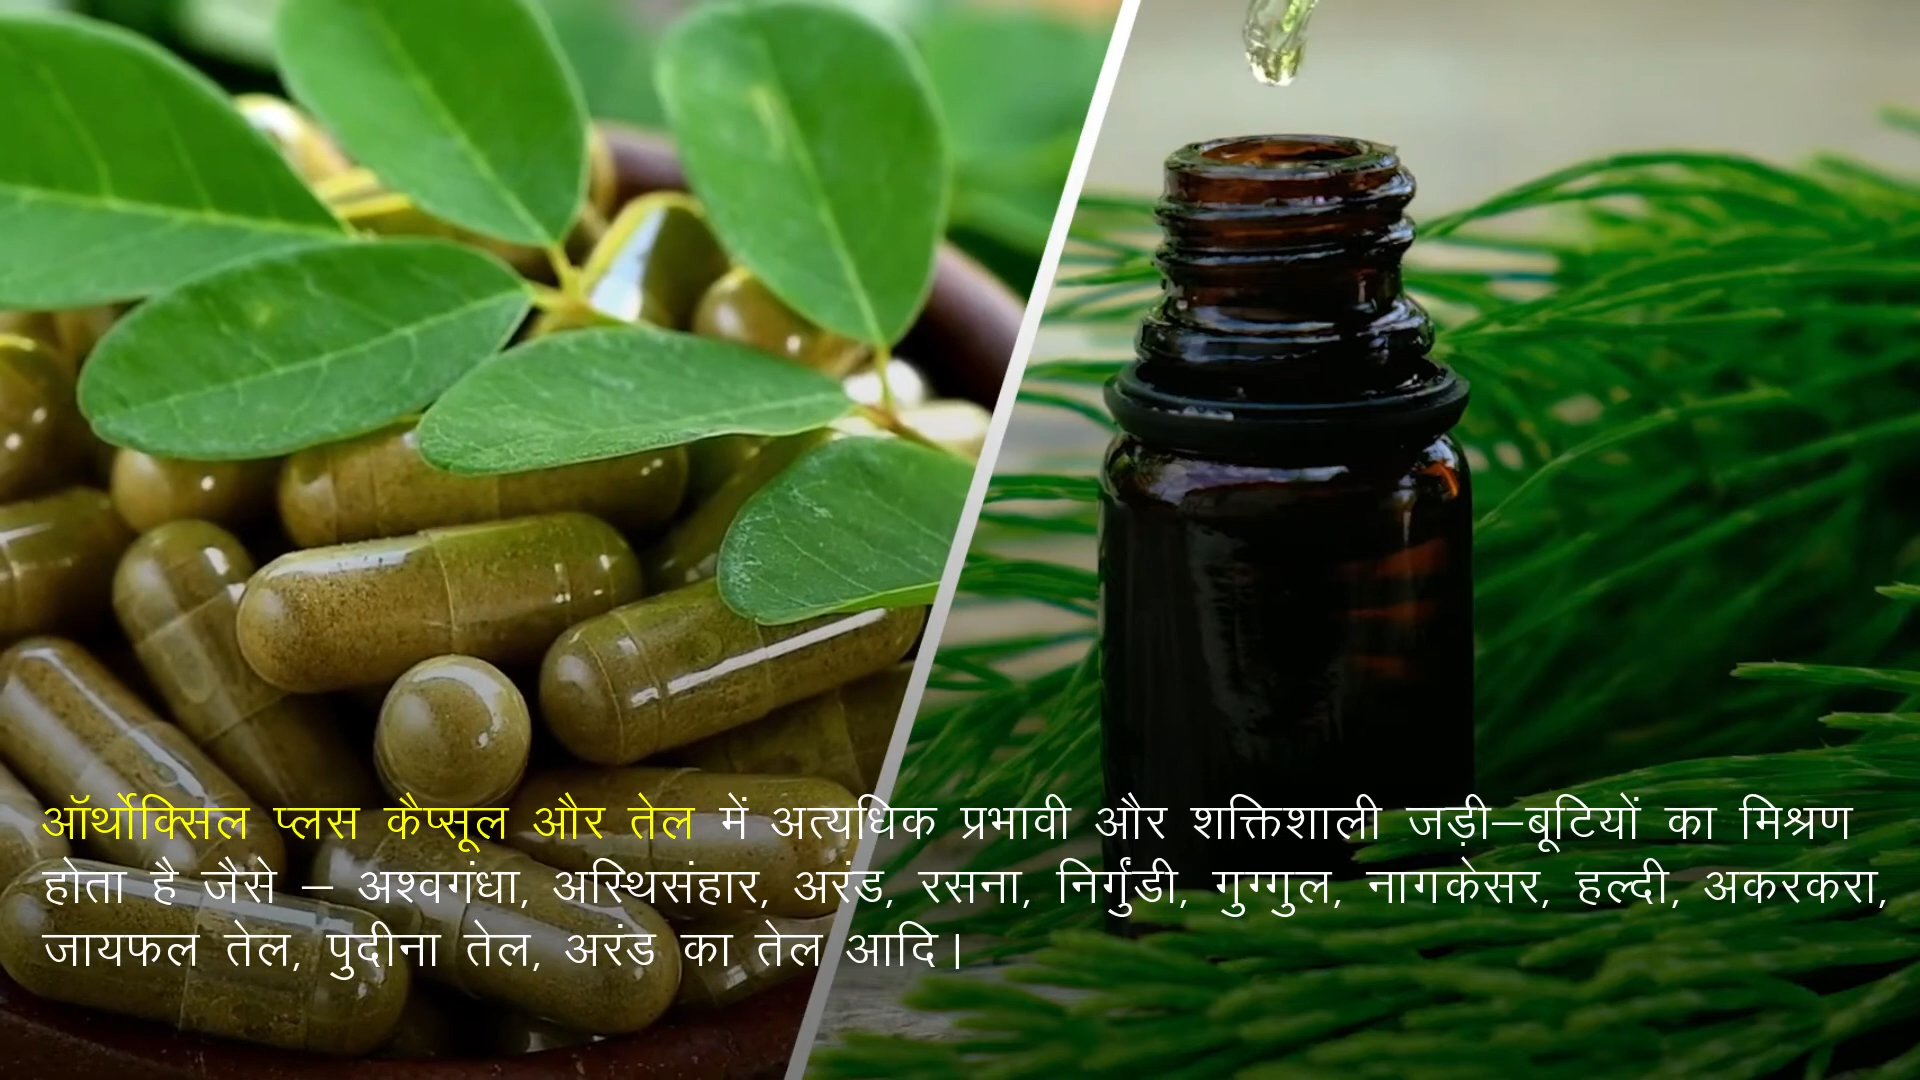 ऑर्थोक्सिल प्लस कैप्सूल और तेल में अत्यधिक प्रभावी और शक्तिशाली जड़ी–बूटियों का मिश्रण
होता है जैसे – अश्वगंधा, अस्थिसंहार, अरंड, रसना, निर्गुंडी, गुग्गुल, नागकेसर, हल्दी, अकरकरा,
जायफल तेल, पुदीना तेल, अरंड का तेल आदि।